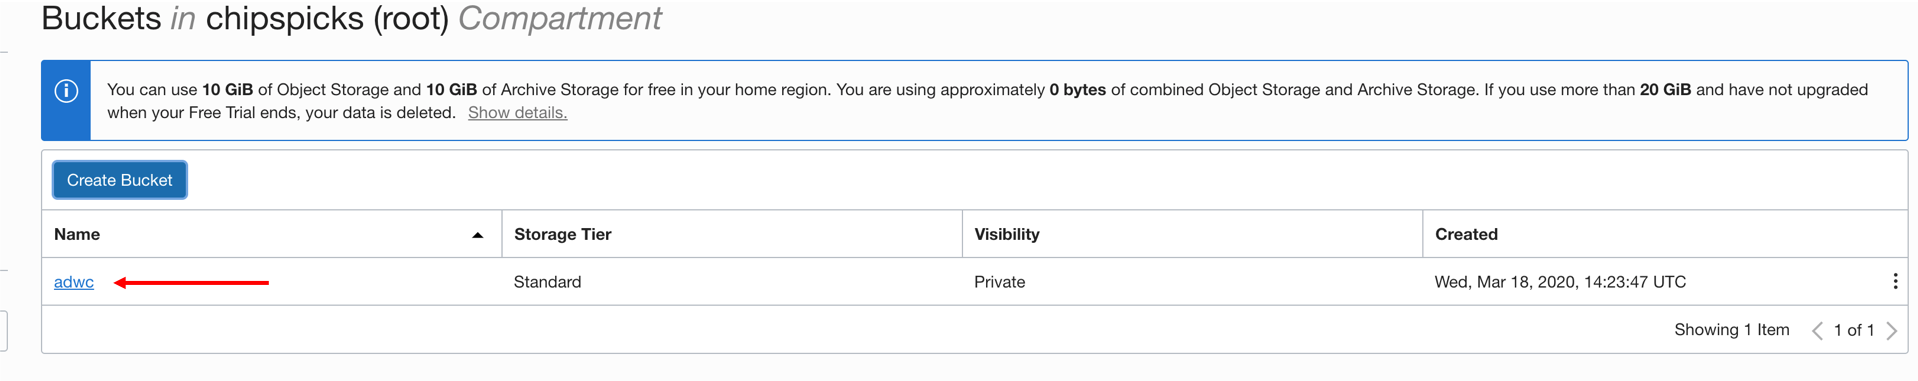 Buckets in chipspicks (root) Compartment
You can use 10 GiB of Object Storage and 10 GiB of Archive Storage for free in your home region. You are using approximately 0 bytes of combined Object Storage and Archive Storage. If you use more than 20 GiB and have not upgraded
when your Free Trial ends, your data is deleted. Show details.
Create Bucket
Name Storage Tier Visibility Created
adwc Standard Private Wed, Mar 18, 2020, 14:23:47 UTC
Showing 1 Item 1 of 1